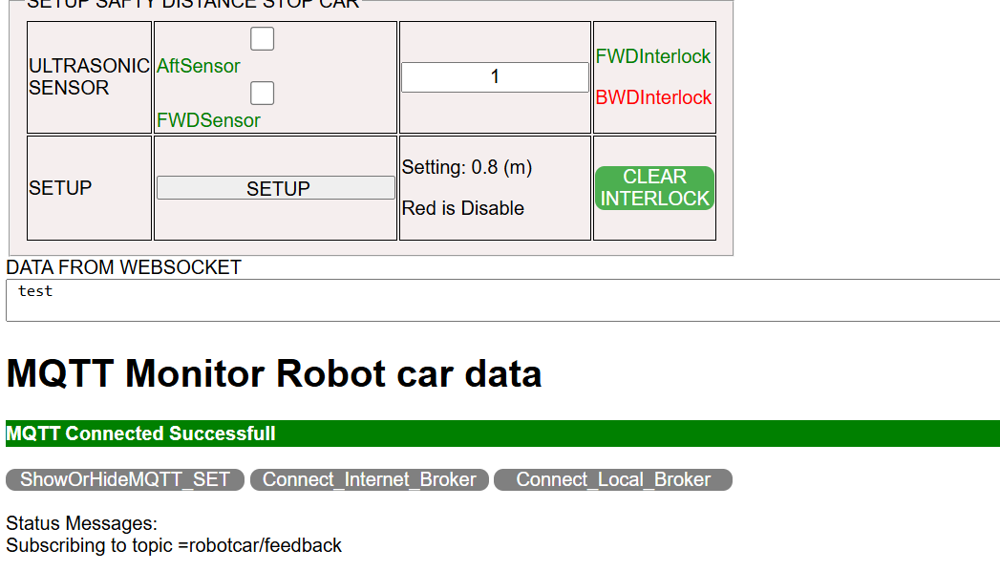 SETUP SAFTY DISTANCE STOP CAR
ULTRASONIC SENSOR
AftSensor
FWDSensor
1
FWDInterlock
BWDInterlock
SETUP
SETUP
Setting: 0.8 (m)
Red is Disable
CLEAR
INTERLOCK
DATA FROM WEBSOCKET
test
MQTT Monitor Robot car data
MQTT Connected Successfull
ShowOrHideMQTT_SET Connect_Internet_Broker Connect_Local_Broker
Status Messages:
Subscribing to topic =robotcar/feedback